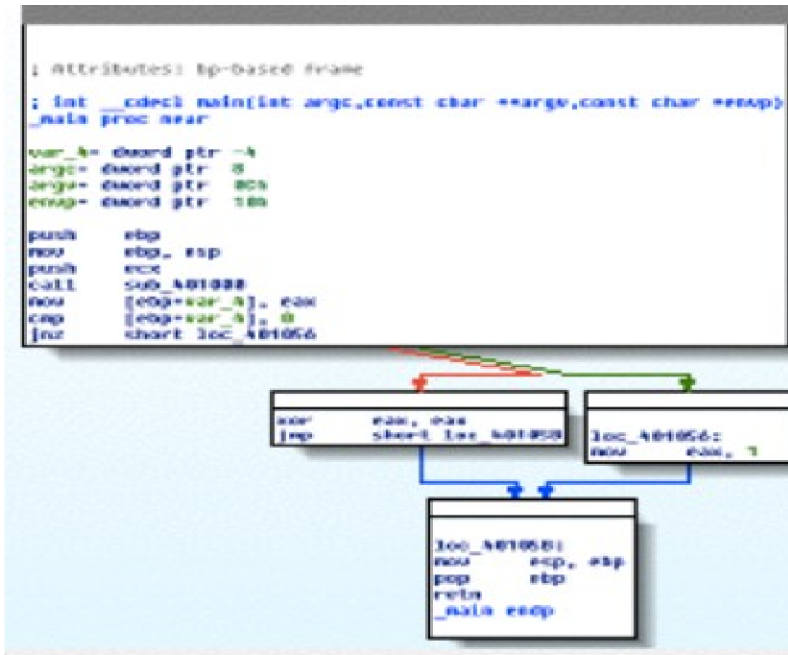 ; Attributes: bp-based frame
; int __cdecl main(int argc,const char **argv,const char *envp)
_main proc near
var_4= dword ptr -4
argc= dword ptr 8
argv= dword ptr 0Ch
envp= dword ptr 10h
push ebp
mov ebp, esp
push ecx
call sub_401000
mov [ebp+var_4], eax
cmp [ebp+var_4], 0
jnz short loc_401056
xor eax, eax
jmp short
loc_401056:
mov eax, 1
mov esp, ebp
pop ebp
retn
_main endp